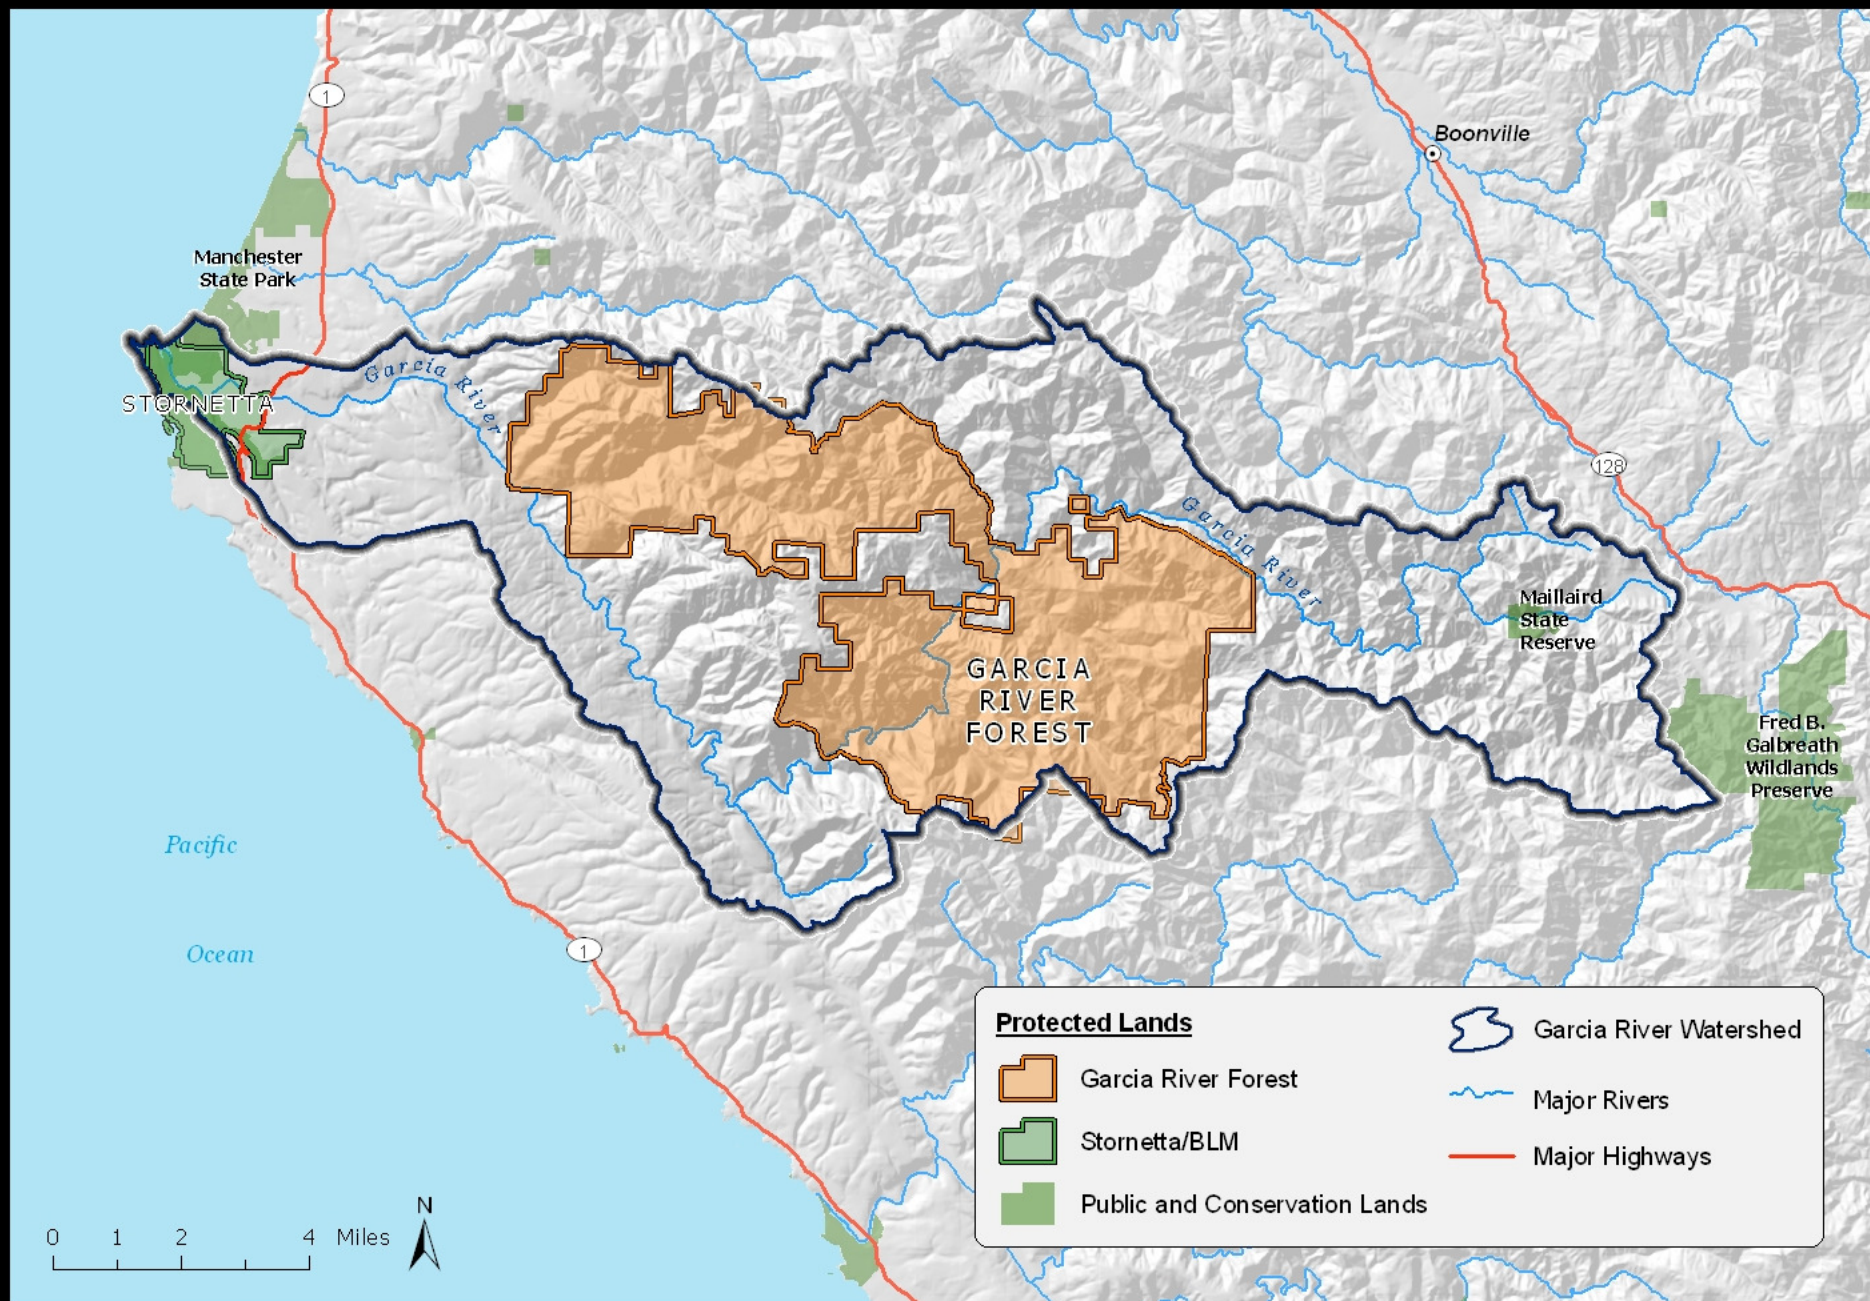 1
Boonville
Manchester
State Park
Garcia River
STORNETTA
128
Garcia River
Maillaird
State
Reserve
GARCIA
RIVER
FOREST
Fred B.
Galbreath
Wildlands
Preserve
Pacific
Ocean
1
Protected Lands
Garcia River Forest
Stornetta/BLM
Public and Conservation Lands
Garcia River Watershed
Major Rivers
Major Highways
N
0 1 2 4 Miles